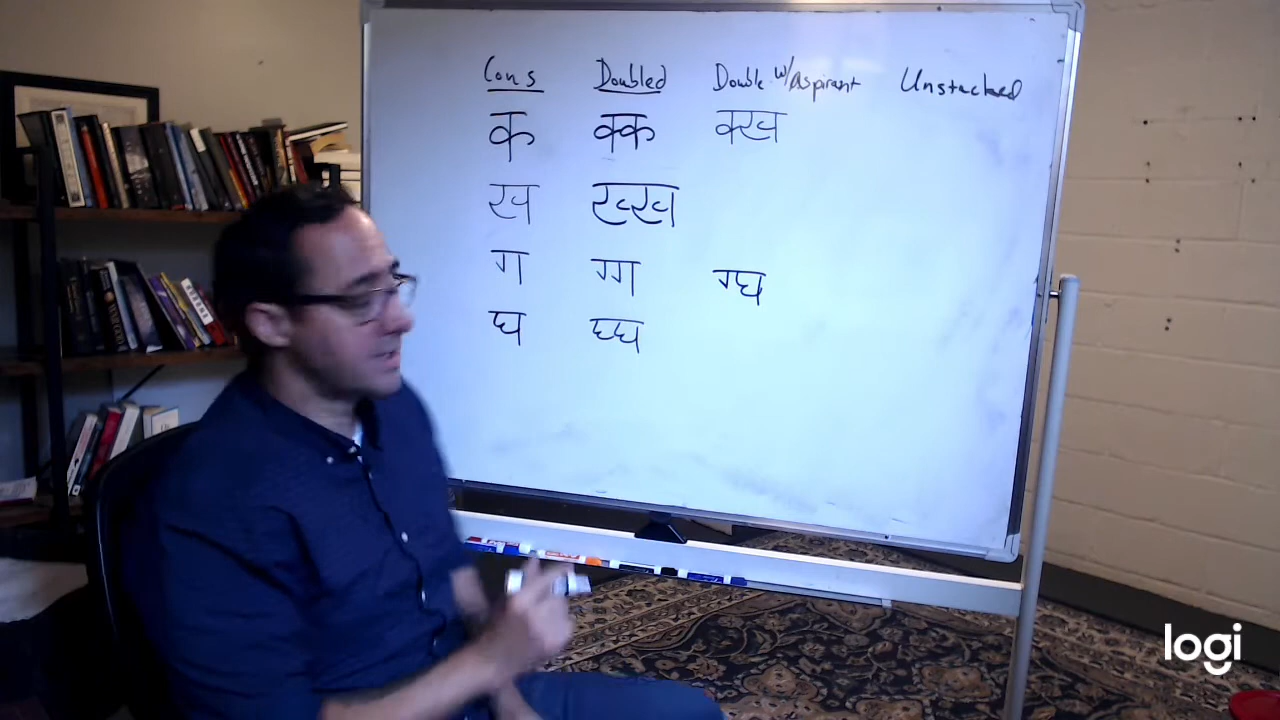 Cons Doubled Double w/Aspirant Unstacked
क क्क क्ख
ख ख्ख
ग ग्ग ग्घ
घ घ्घ
logi